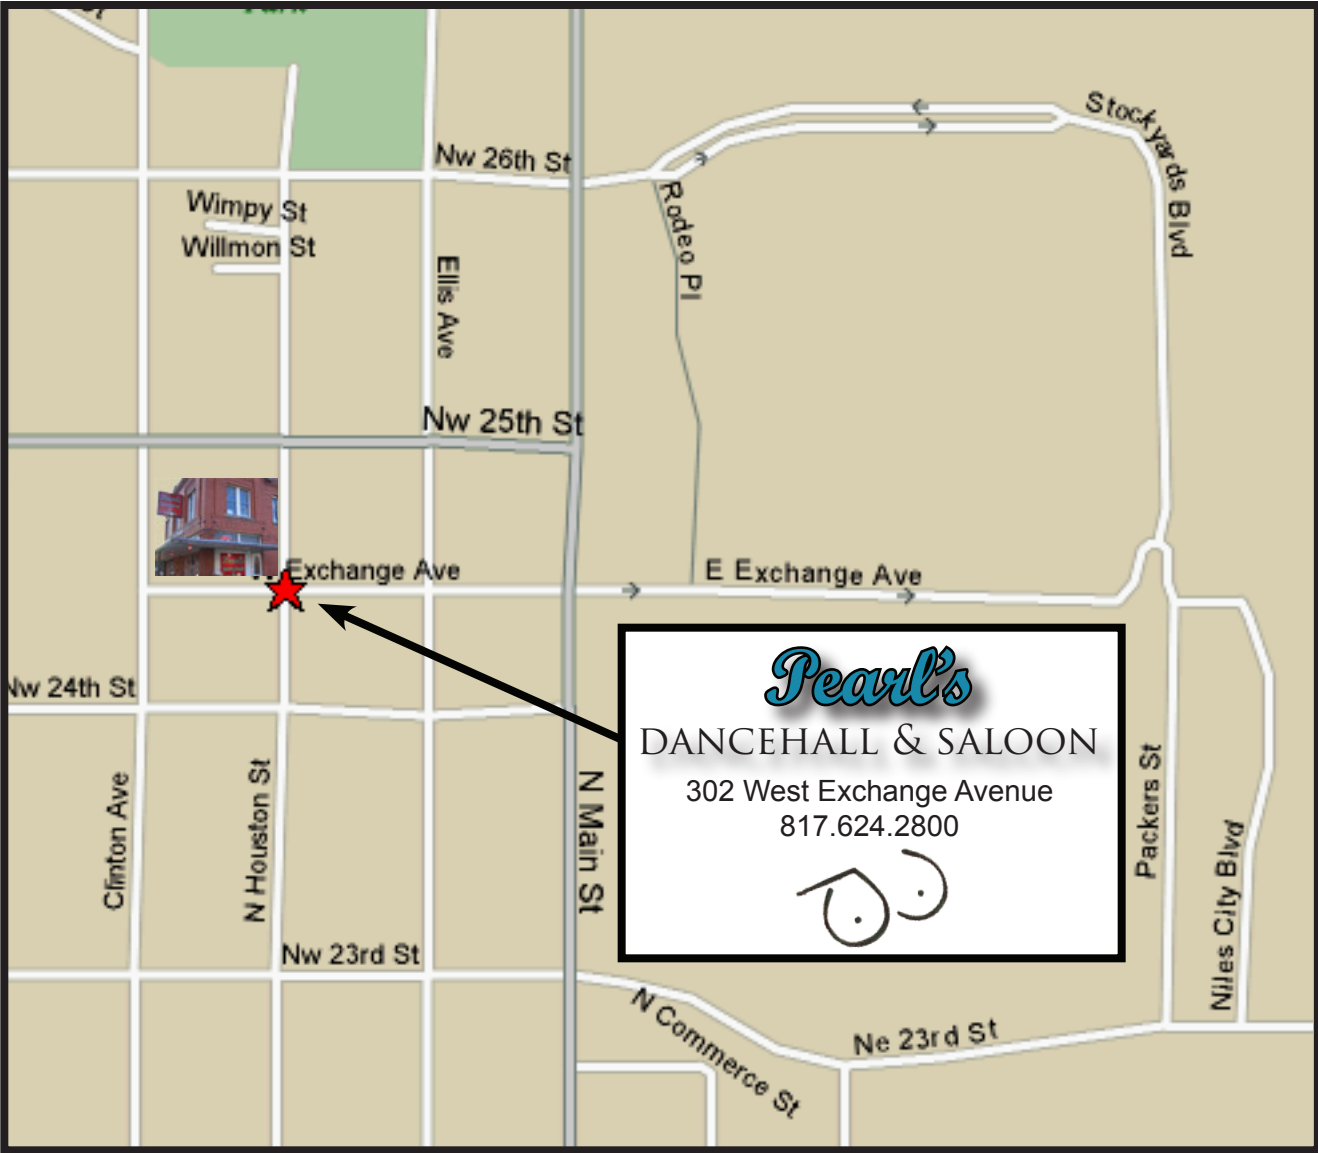 Park
Nw 26th St
Stockyards Blvd
Wimpy St
Willmon St
Rodeo Pl
Ellis Ave
Nw 25th St
Exchange Ave
E Exchange Ave
Nw 24th St
Pearl's
DANCEHALL & SALOON
302 West Exchange Avenue
817.624.2800
Clinton Ave
N Houston St
N Main St
Packers St
Niles City Blvd
Nw 23rd St
N Commerce St
Ne 23rd St